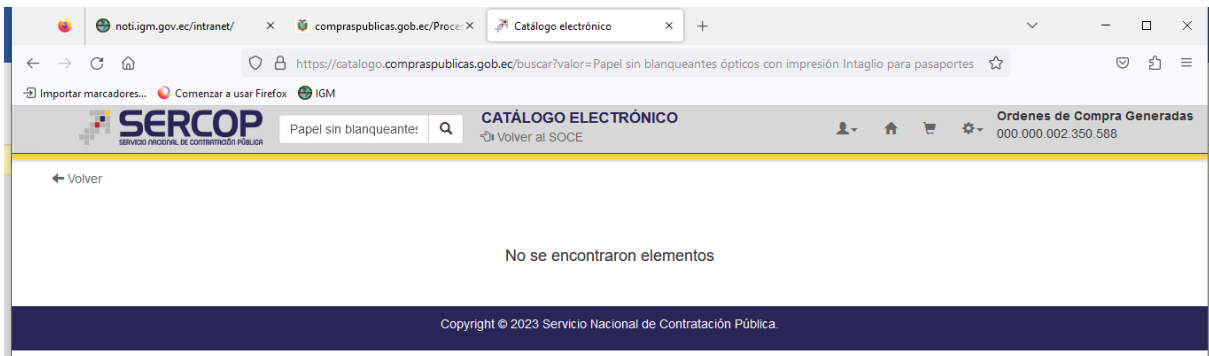 noti.igm.gov.ec/intranet/
compraspublicas.gob.ec/Proce
Catálogo electrónico
https://catalogo.compraspublicas.gob.ec/buscar?valor=Papel sin blanqueantes ópticos con impresión Intaglio para pasaportes
Importar marcadores... Comenzar a usar Firefox IGM
SERCOP
SERVICIO NACIONAL DE CONTRATACIÓN PÚBLICA
Papel sin blanqueantes
CATÁLOGO ELECTRÓNICO
Volver al SOCE
Ordenes de Compra Generadas
000.000.002.350.588
Volver
No se encontraron elementos
Copyright © 2023 Servicio Nacional de Contratación Pública.